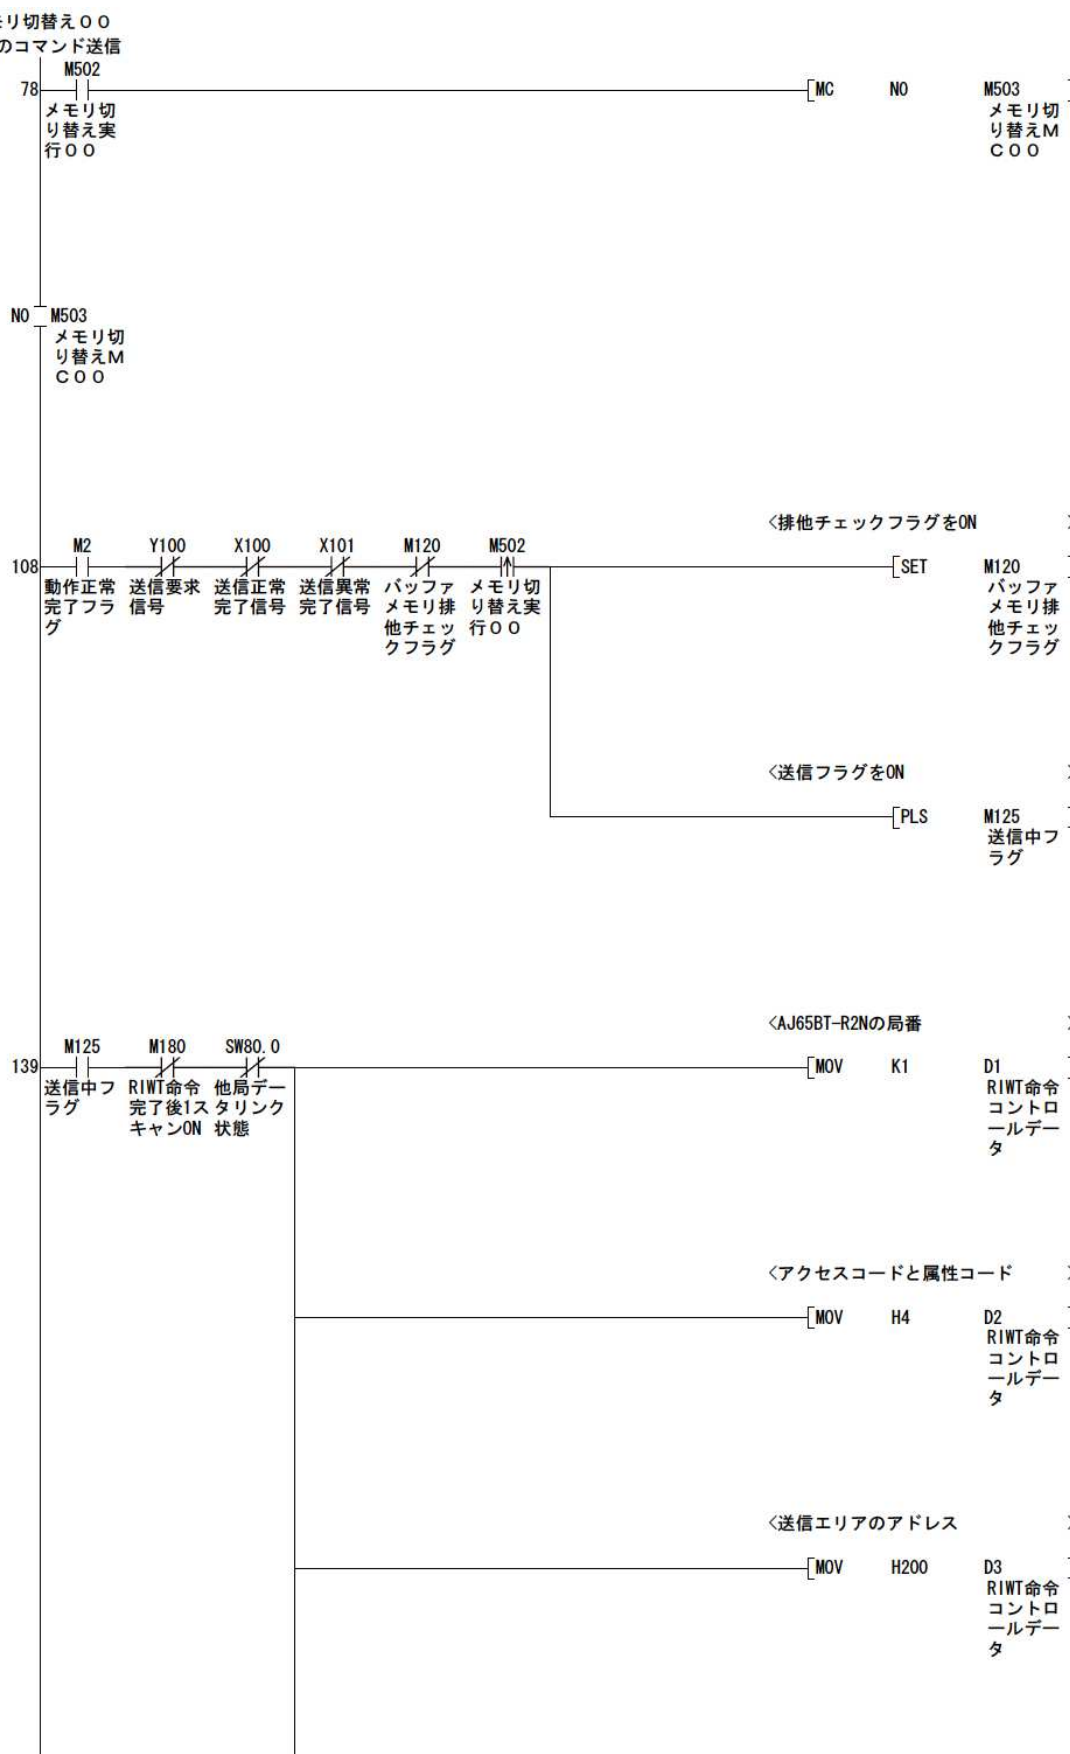 リ切替え00
のコマンド送信
M502
78
[MC N0 M503
メモリ切
り替え実
行00
メモリ切
り替えM
C00
N0 M503
メモリ切
り替えM
C00
<排他チェックフラグをON
M2 Y100 X100 X101 M120 M502
108
[SET M120
動作正常
完了フラ
グ
送信要求
信号
送信正常
完了信号
送信異常
完了信号
バッファ
メモリ排
他チェッ
クフラグ
メモリ切
り替え実
行00
バッファ
メモリ排
他チェッ
クフラグ
<送信フラグをON
[PLS M125
送信中フ
ラグ
<AJ65BT-R2Nの局番
M125 M180 SW80.0
139
[MOV K1 D1
送信中フ
ラグ
RIWT命令
完了後1ス
キャンON
他局デー
タリンク
状態
RIWT命令
コントロ
ールデー
タ
<アクセスコードと属性コード
[MOV H4 D2
RIWT命令
コントロ
ールデー
タ
<送信エリアのアドレス
[MOV H200 D3
RIWT命令
コントロ
ールデー
タ